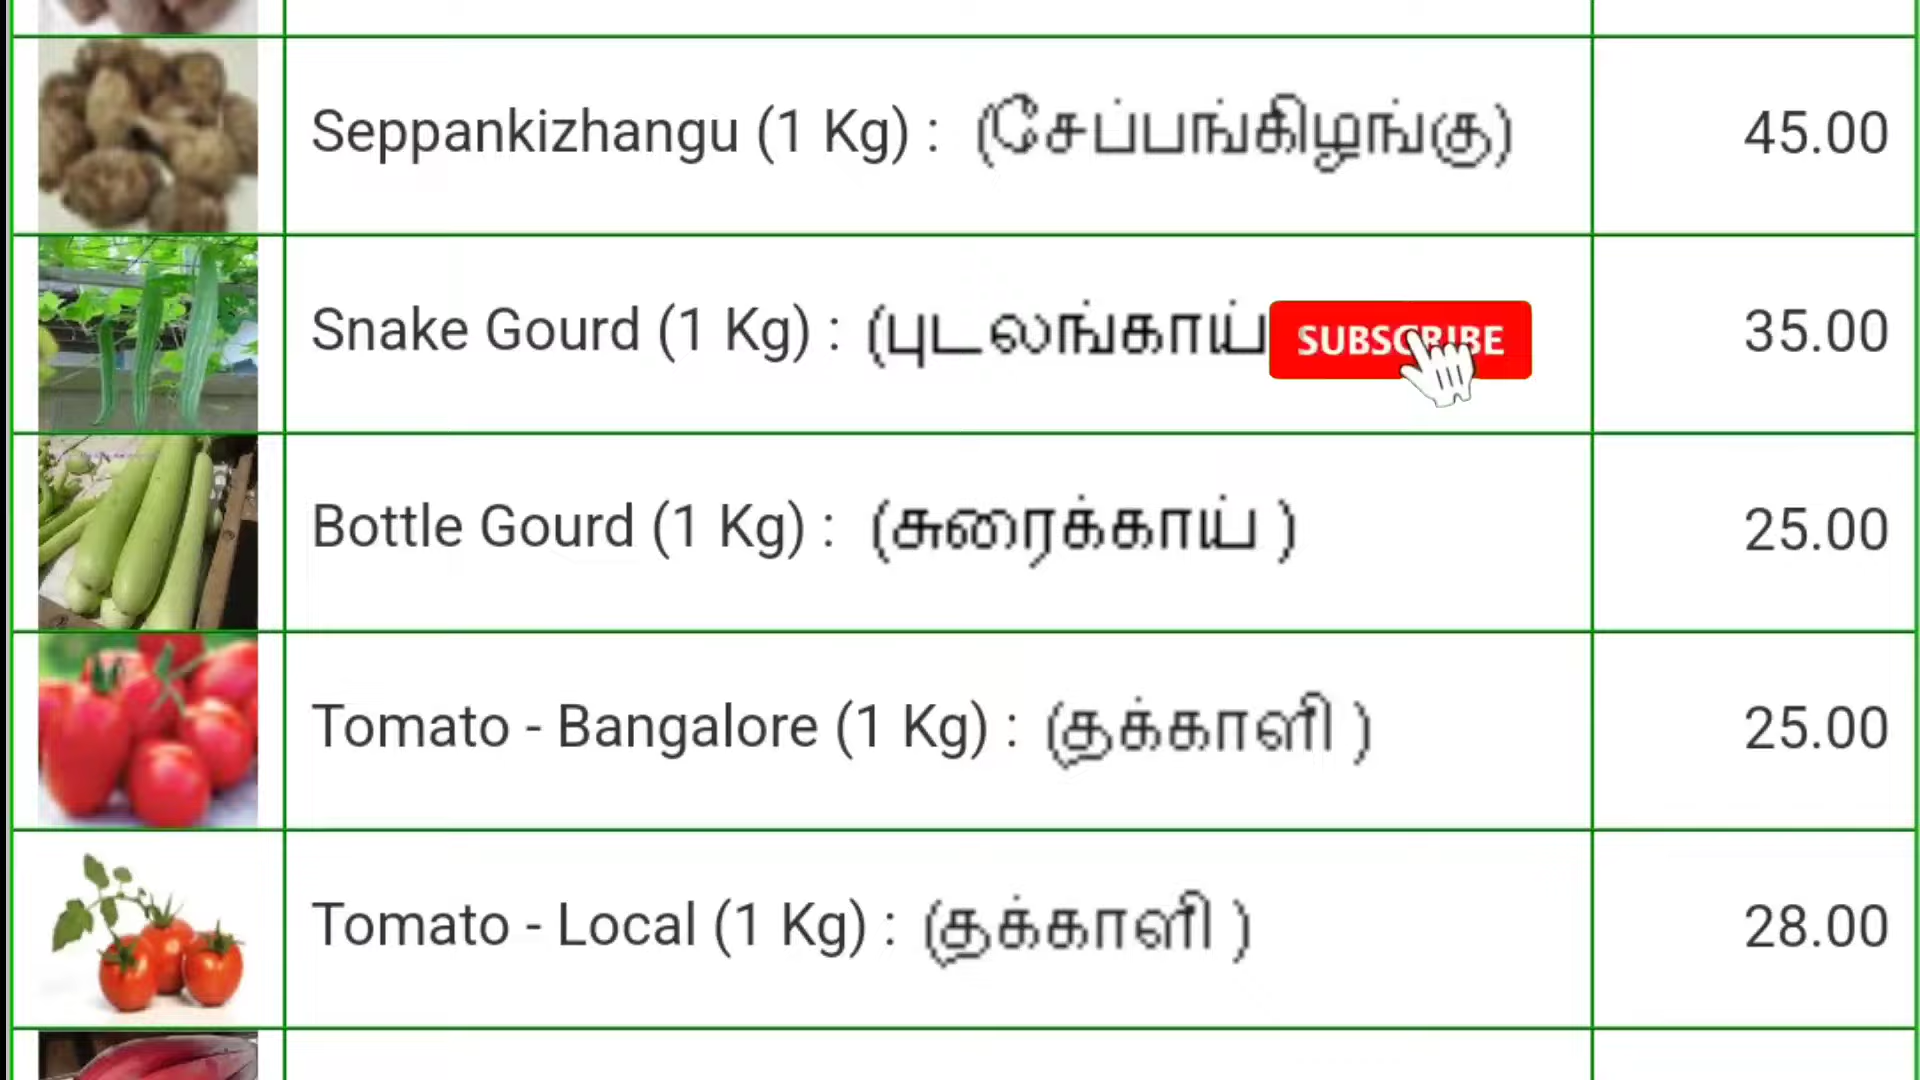 Seppankizhangu (1 Kg) : (சேப்பங்கிழங்கு) 45.00
Snake Gourd (1 Kg) : (புடலங்காய் SUBSCRIBE 35.00
Bottle Gourd (1 Kg) : (சுரைக்காய் ) 25.00
Tomato - Bangalore (1 Kg) : (தக்காளி ) 25.00
Tomato - Local (1 Kg) : (தக்காளி ) 28.00